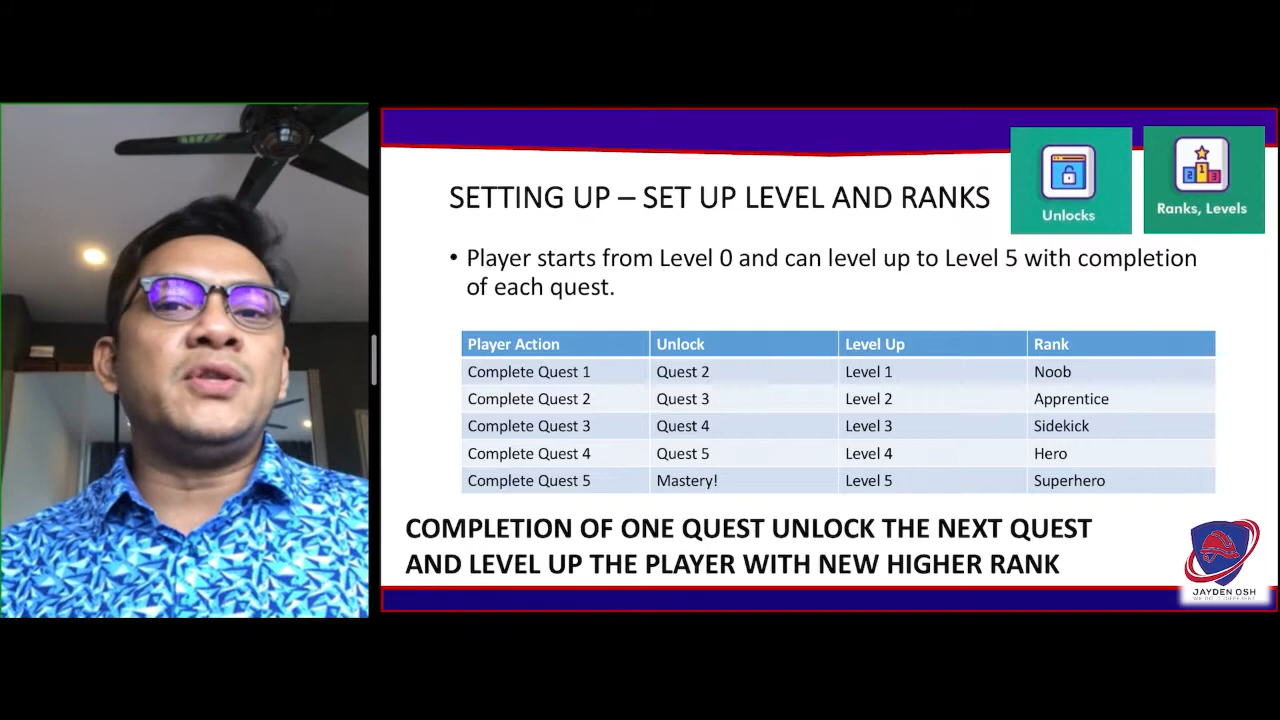 SETTING UP – SET UP LEVEL AND RANKS
Unlocks
Ranks, Levels
• Player starts from Level 0 and can level up to Level 5 with completion
of each quest.
Player Action Unlock Level Up Rank
Complete Quest 1 Quest 2 Level 1 Noob
Complete Quest 2 Quest 3 Level 2 Apprentice
Complete Quest 3 Quest 4 Level 3 Sidekick
Complete Quest 4 Quest 5 Level 4 Hero
Complete Quest 5 Mastery! Level 5 Superhero
COMPLETION OF ONE QUEST UNLOCK THE NEXT QUEST
AND LEVEL UP THE PLAYER WITH NEW HIGHER RANK
JAYDEN OSH